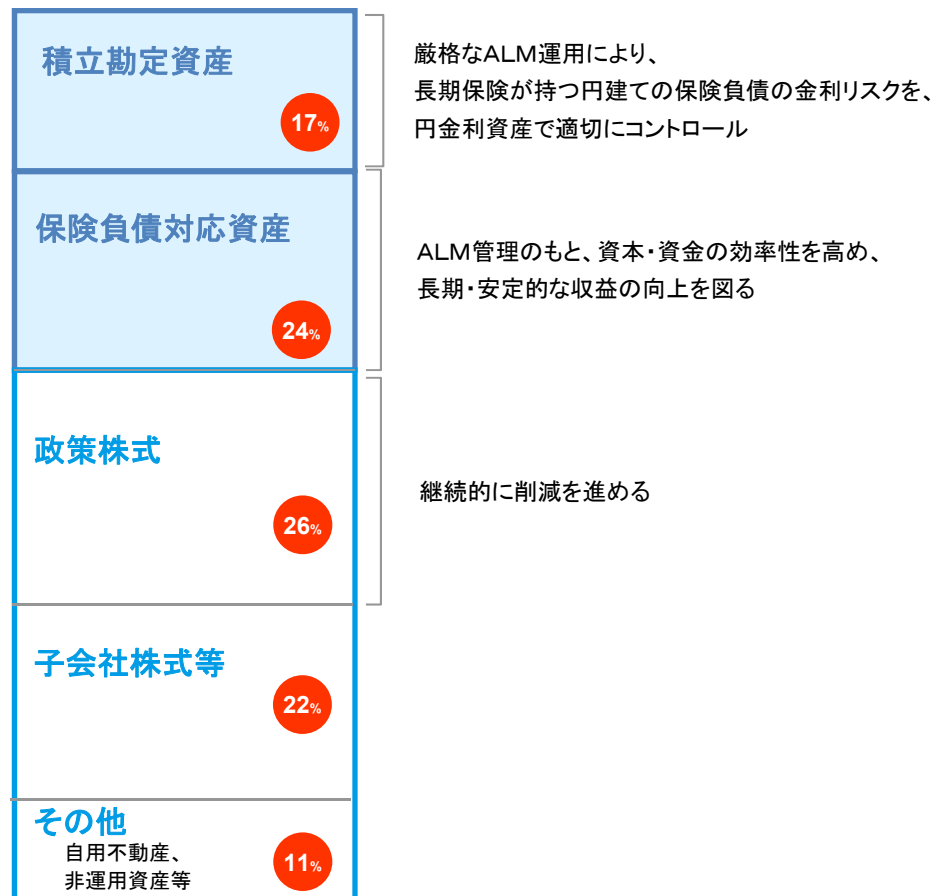 積立勘定資産
17%
厳格なALM運用により、
長期保険が持つ円建ての保険負債の金利リスクを、
円金利資産で適切にコントロール
保険負債対応資産
24%
ALM管理のもと、資本・資金の効率性を高め、
長期・安定的な収益の向上を図る
政策株式
26%
継続的に削減を進める
子会社株式等
22%
その他
自用不動産、
非運用資産等
11%